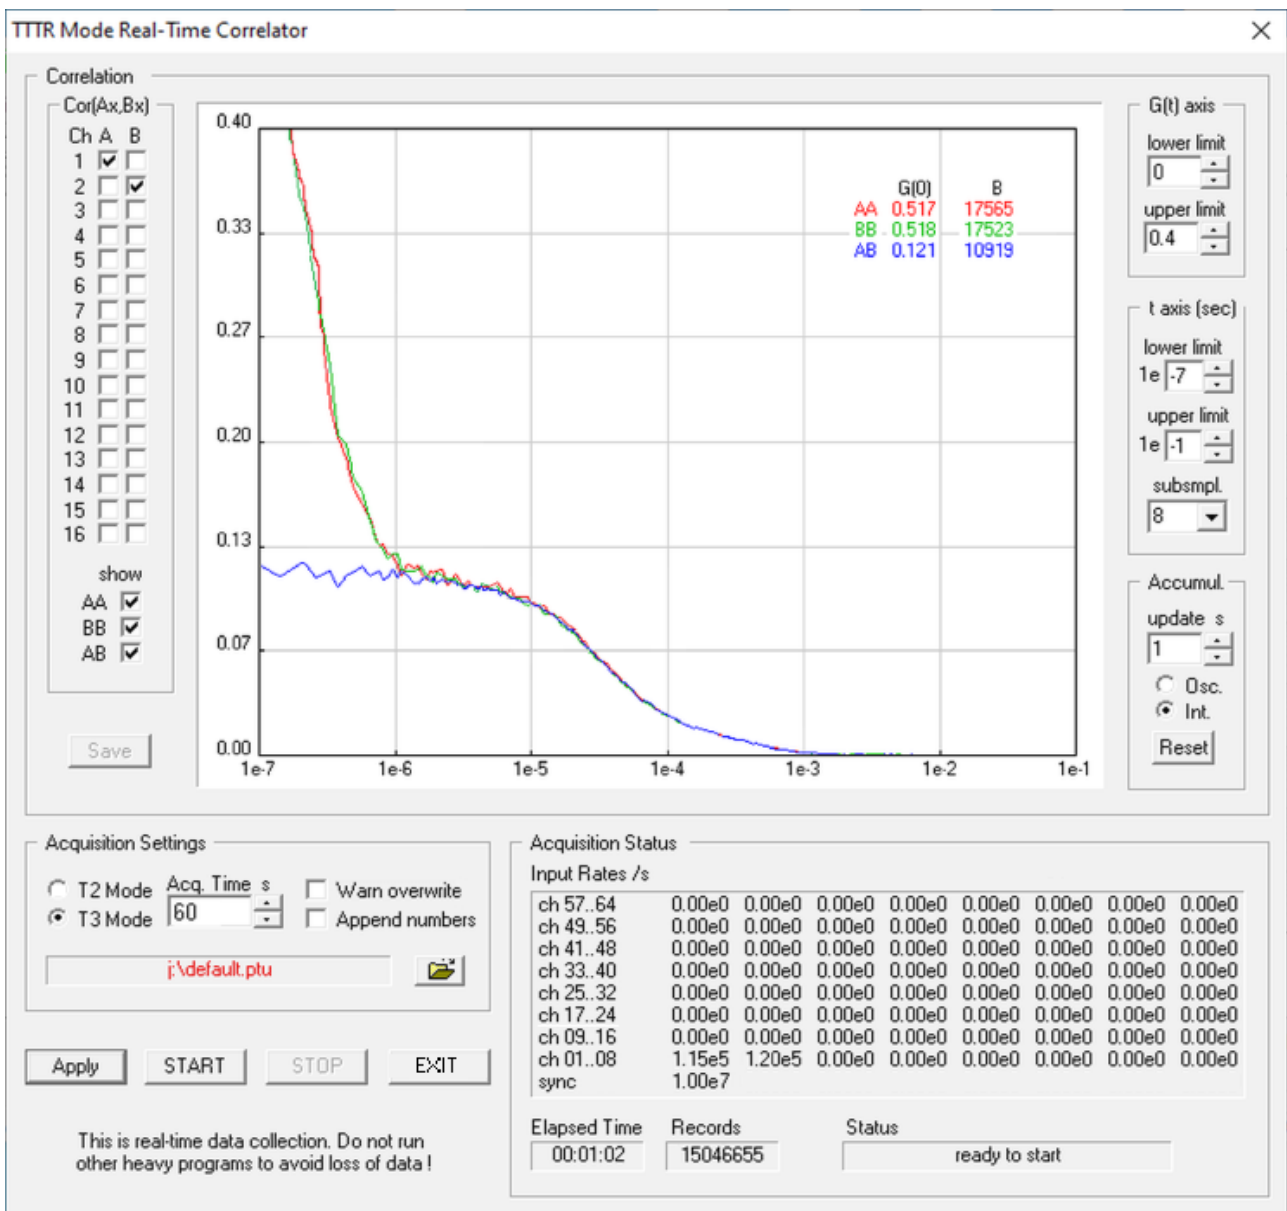 TTTR Mode Real-Time Correlator
Correlation
Cor(Ax,Bx)
Ch A B
1
2
3
4
5
6
7
8
9
10
11
12
13
14
15
16
show
AA
BB
AB
Save
0.40
0.33
0.27
0.20
0.13
0.07
0.00
1e-7 1e-6 1e-5 1e-4 1e-3 1e-2 1e-1
G(0) B
AA 0.517 17565
BB 0.518 17523
AB 0.121 10919
G(t) axis
lower limit
0
upper limit
0.4
t axis (sec)
lower limit
1e -7
upper limit
1e -1
subsmpl.
8
Accumul.
update s
1
Osc.
Int.
Reset
Acquisition Settings
T2 Mode
T3 Mode
Acq. Time s
60
Warn overwrite
Append numbers
j:\default.ptu
Apply START STOP EXIT
This is real-time data collection. Do not run
other heavy programs to avoid loss of data !
Acquisition Status
Input Rates /s
ch 57..64 0.00e0 0.00e0 0.00e0 0.00e0 0.00e0 0.00e0 0.00e0 0.00e0
ch 49..56 0.00e0 0.00e0 0.00e0 0.00e0 0.00e0 0.00e0 0.00e0 0.00e0
ch 41..48 0.00e0 0.00e0 0.00e0 0.00e0 0.00e0 0.00e0 0.00e0 0.00e0
ch 33..40 0.00e0 0.00e0 0.00e0 0.00e0 0.00e0 0.00e0 0.00e0 0.00e0
ch 25..32 0.00e0 0.00e0 0.00e0 0.00e0 0.00e0 0.00e0 0.00e0 0.00e0
ch 17..24 0.00e0 0.00e0 0.00e0 0.00e0 0.00e0 0.00e0 0.00e0 0.00e0
ch 09..16 0.00e0 0.00e0 0.00e0 0.00e0 0.00e0 0.00e0 0.00e0 0.00e0
ch 01..08 1.15e5 1.20e5 0.00e0 0.00e0 0.00e0 0.00e0 0.00e0 0.00e0
sync 1.00e7
Elapsed Time Records Status
00:01:02 15046655 ready to start